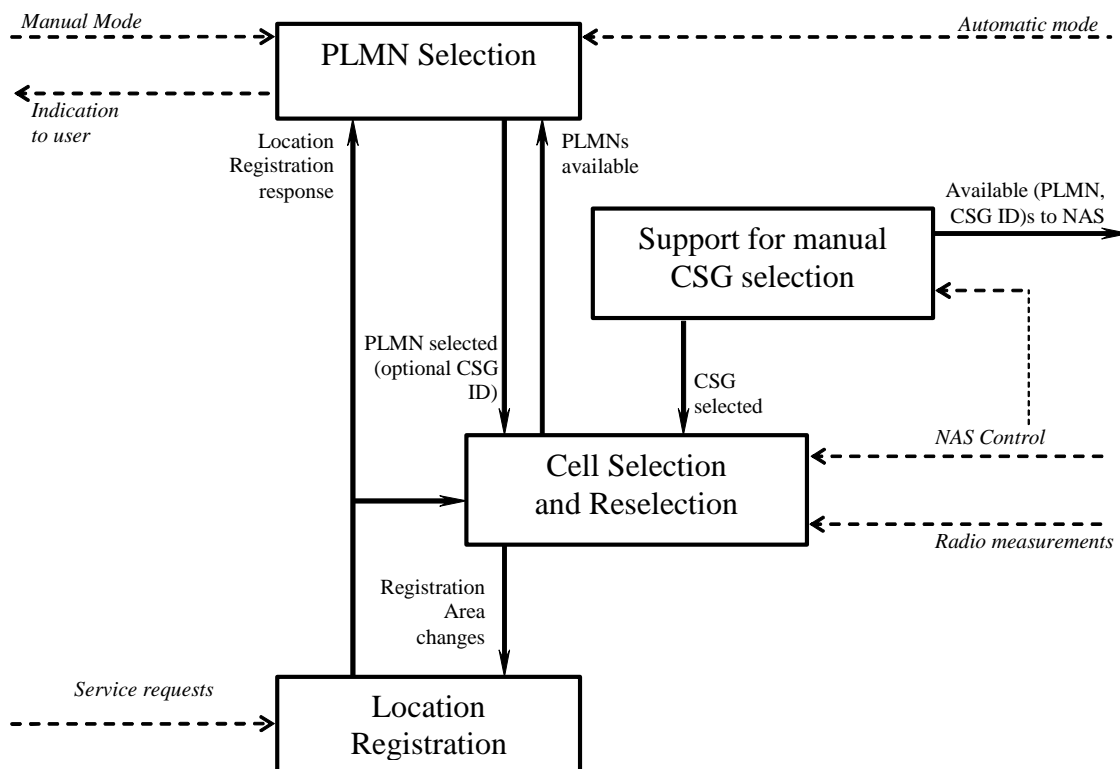 Manual Mode
Automatic mode
PLMN Selection
Indication
to user
Location
Registration
response
PLMNs
available
Available (PLMN,
CSG ID)s to NAS
Support for manual
CSG selection
PLMN selected
(optional CSG
ID)
CSG
selected
NAS Control
Cell Selection
and Reselection
Radio measurements
Registration
Area
changes
Service requests
Location
Registration